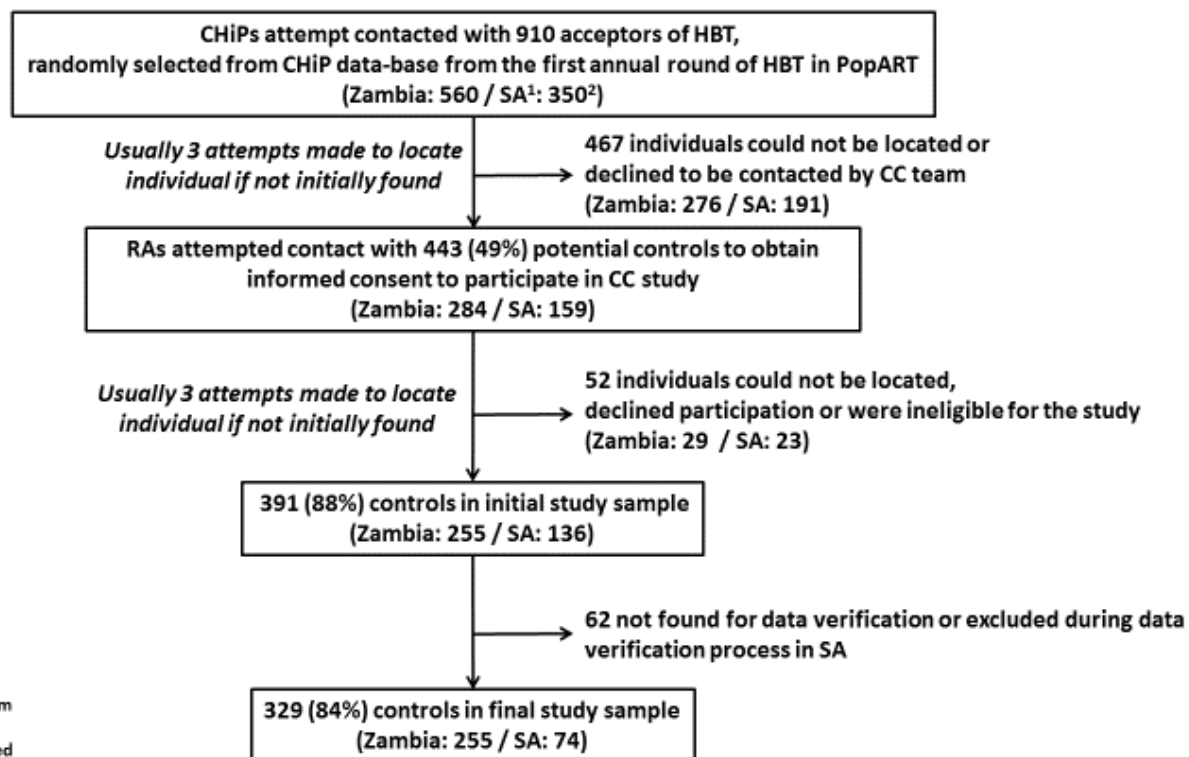 CHiPs attempt contacted with 910 acceptors of HBT,
randomly selected from CHiP data-base from the first annual round of HBT in PopART
(Zambia: 560 / SA¹: 350²)
Usually 3 attempts made to locate
individual if not initially found
467 individuals could not be located or
declined to be contacted by CC team
(Zambia: 276 / SA: 191)
RAs attempted contact with 443 (49%) potential controls to obtain
informed consent to participate in CC study
(Zambia: 284 / SA: 159)
Usually 3 attempts made to locate
individual if not initially found
52 individuals could not be located,
declined participation or were ineligible for the study
(Zambia: 29 / SA: 23)
391 (88%) controls in initial study sample
(Zambia: 255 / SA: 136)
62 not found for data verification or excluded during data
verification process in SA
329 (84%) controls in final study sample
(Zambia: 255 / SA: 74)